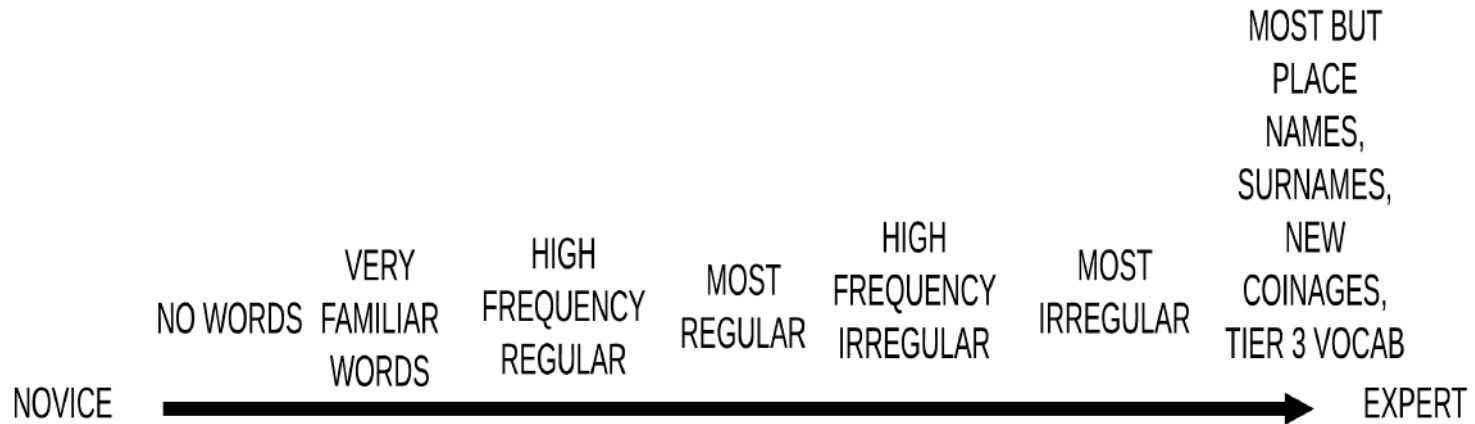 NOVICE
NO WORDS
VERY
FAMILIAR
WORDS
HIGH
FREQUENCY
REGULAR
MOST
REGULAR
HIGH
FREQUENCY
IRREGULAR
MOST
IRREGULAR
MOST BUT
PLACE
NAMES,
SURNAMES,
NEW
COINAGES,
TIER 3 VOCAB
EXPERT